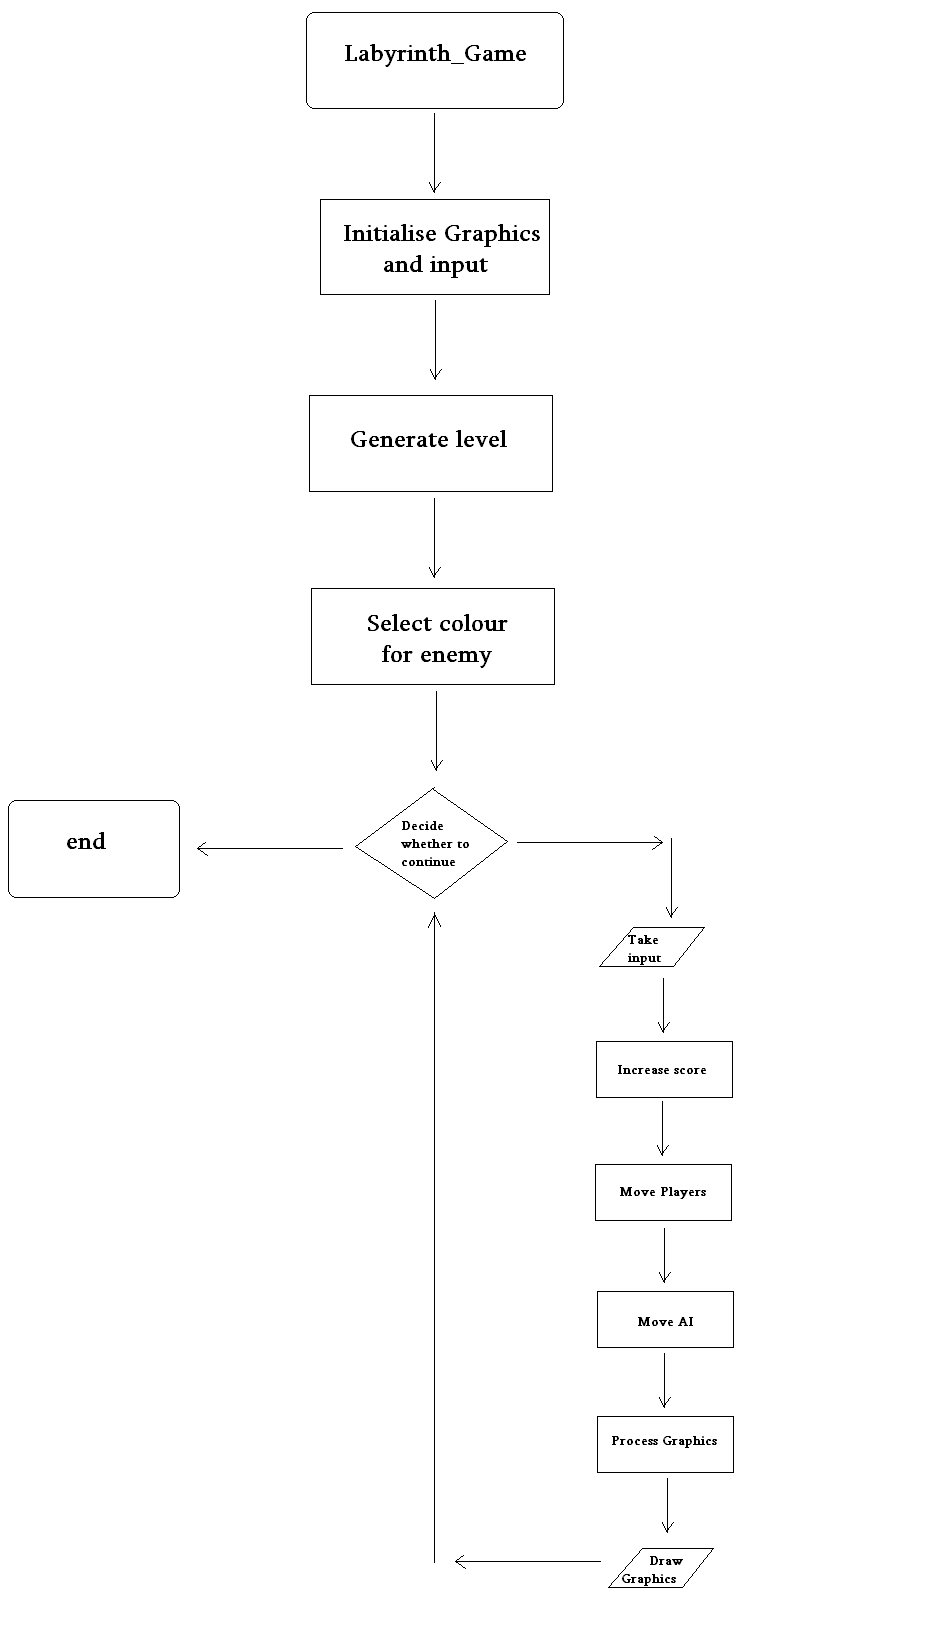 Labyrinth_Game
Initialise Graphics
and input
Generate level
Select colour
for enemy
end
Decide
whether to
continue
Take
input
Increase score
Move Players
Move AI
Process Graphics
Draw
Graphics